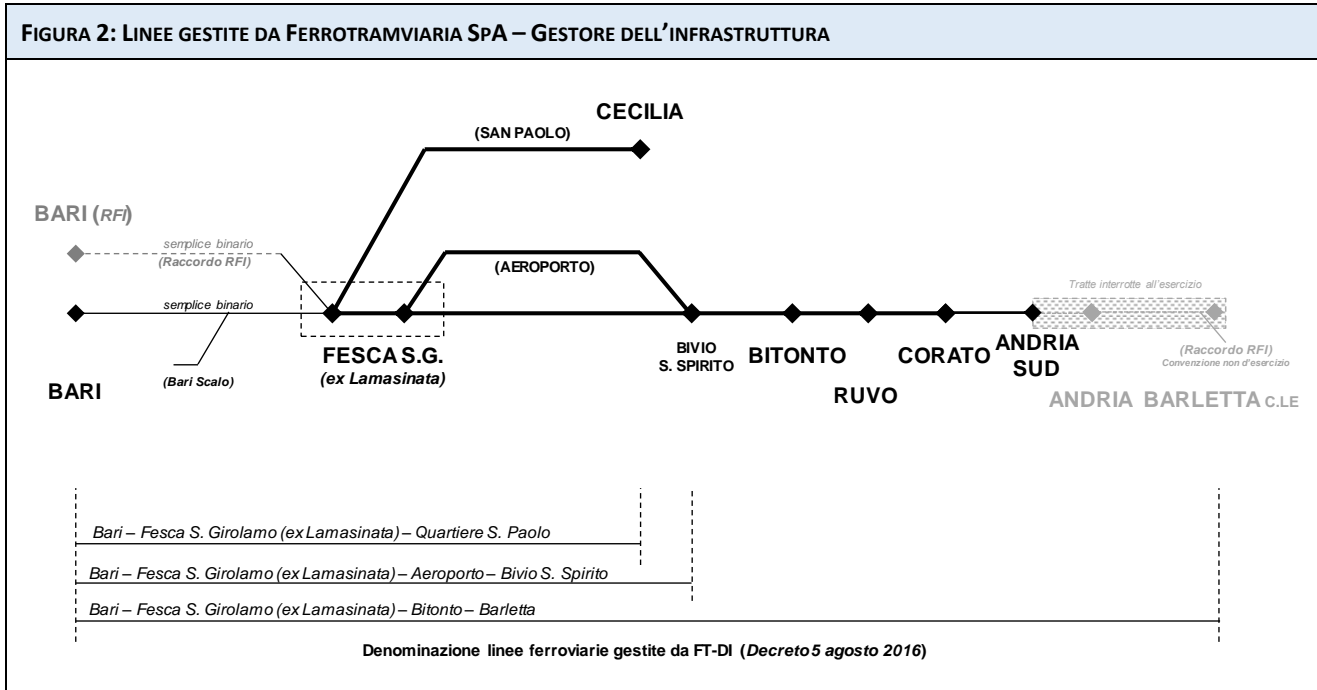 FIGURA 2: LINEE GESTITE DA FERROTRAMVIARIA SPA – GESTORE DELL'INFRASTRUTTURA
CECILIA
(SAN PAOLO)
BARI (RFI)
semplice binario
(Raccordo RFI)
(AEROPORTO)
semplice binario
Tratte interrotte all'esercizio
(Bari Scalo)
BARI
FESCA S.G.
(ex Lamasinata)
BIVIO
S. SPIRITO
BITONTO
RUVO
CORATO
ANDRIA
SUD
(Raccordo RFI)
Convenzione non d'esercizio
ANDRIA BARLETTA C.LE
Bari – Fesca S. Girolamo (ex Lamasinata) – Quartiere S. Paolo
Bari – Fesca S. Girolamo (ex Lamasinata) – Aeroporto – Bivio S. Spirito
Bari – Fesca S. Girolamo (ex Lamasinata) – Bitonto – Barletta
Denominazione linee ferroviarie gestite da FT-DI (Decreto 5 agosto 2016)